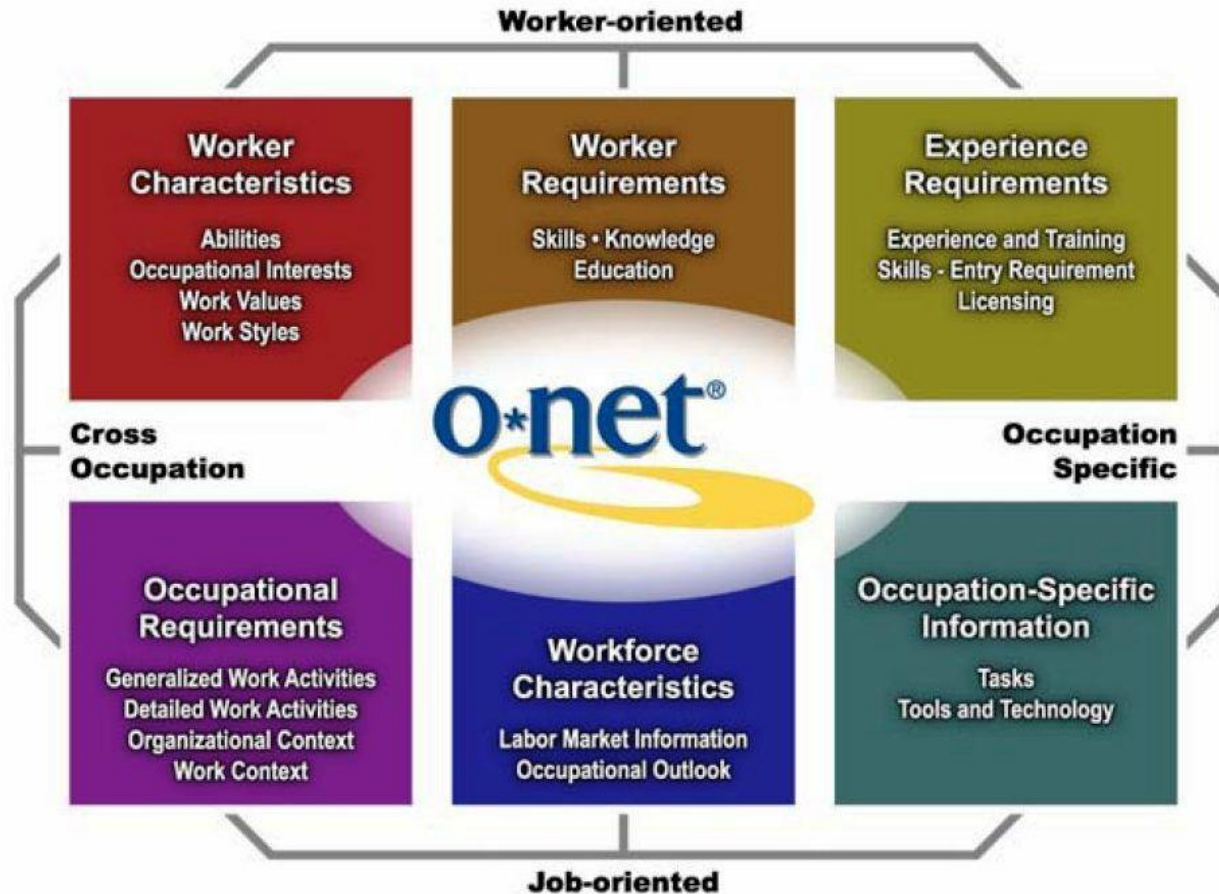 Worker-oriented
Worker
Characteristics
Abilities
Occupational Interests
Work Values
Work Styles
Worker
Requirements
Skills • Knowledge
Education
Experience
Requirements
Experience and Training
Skills - Entry Requirement
Licensing
Cross
Occupation
o*net®
Occupation
Specific
Occupational
Requirements
Generalized Work Activities
Detailed Work Activities
Organizational Context
Work Context
Workforce
Characteristics
Labor Market Information
Occupational Outlook
Occupation-Specific
Information
Tasks
Tools and Technology
Job-oriented